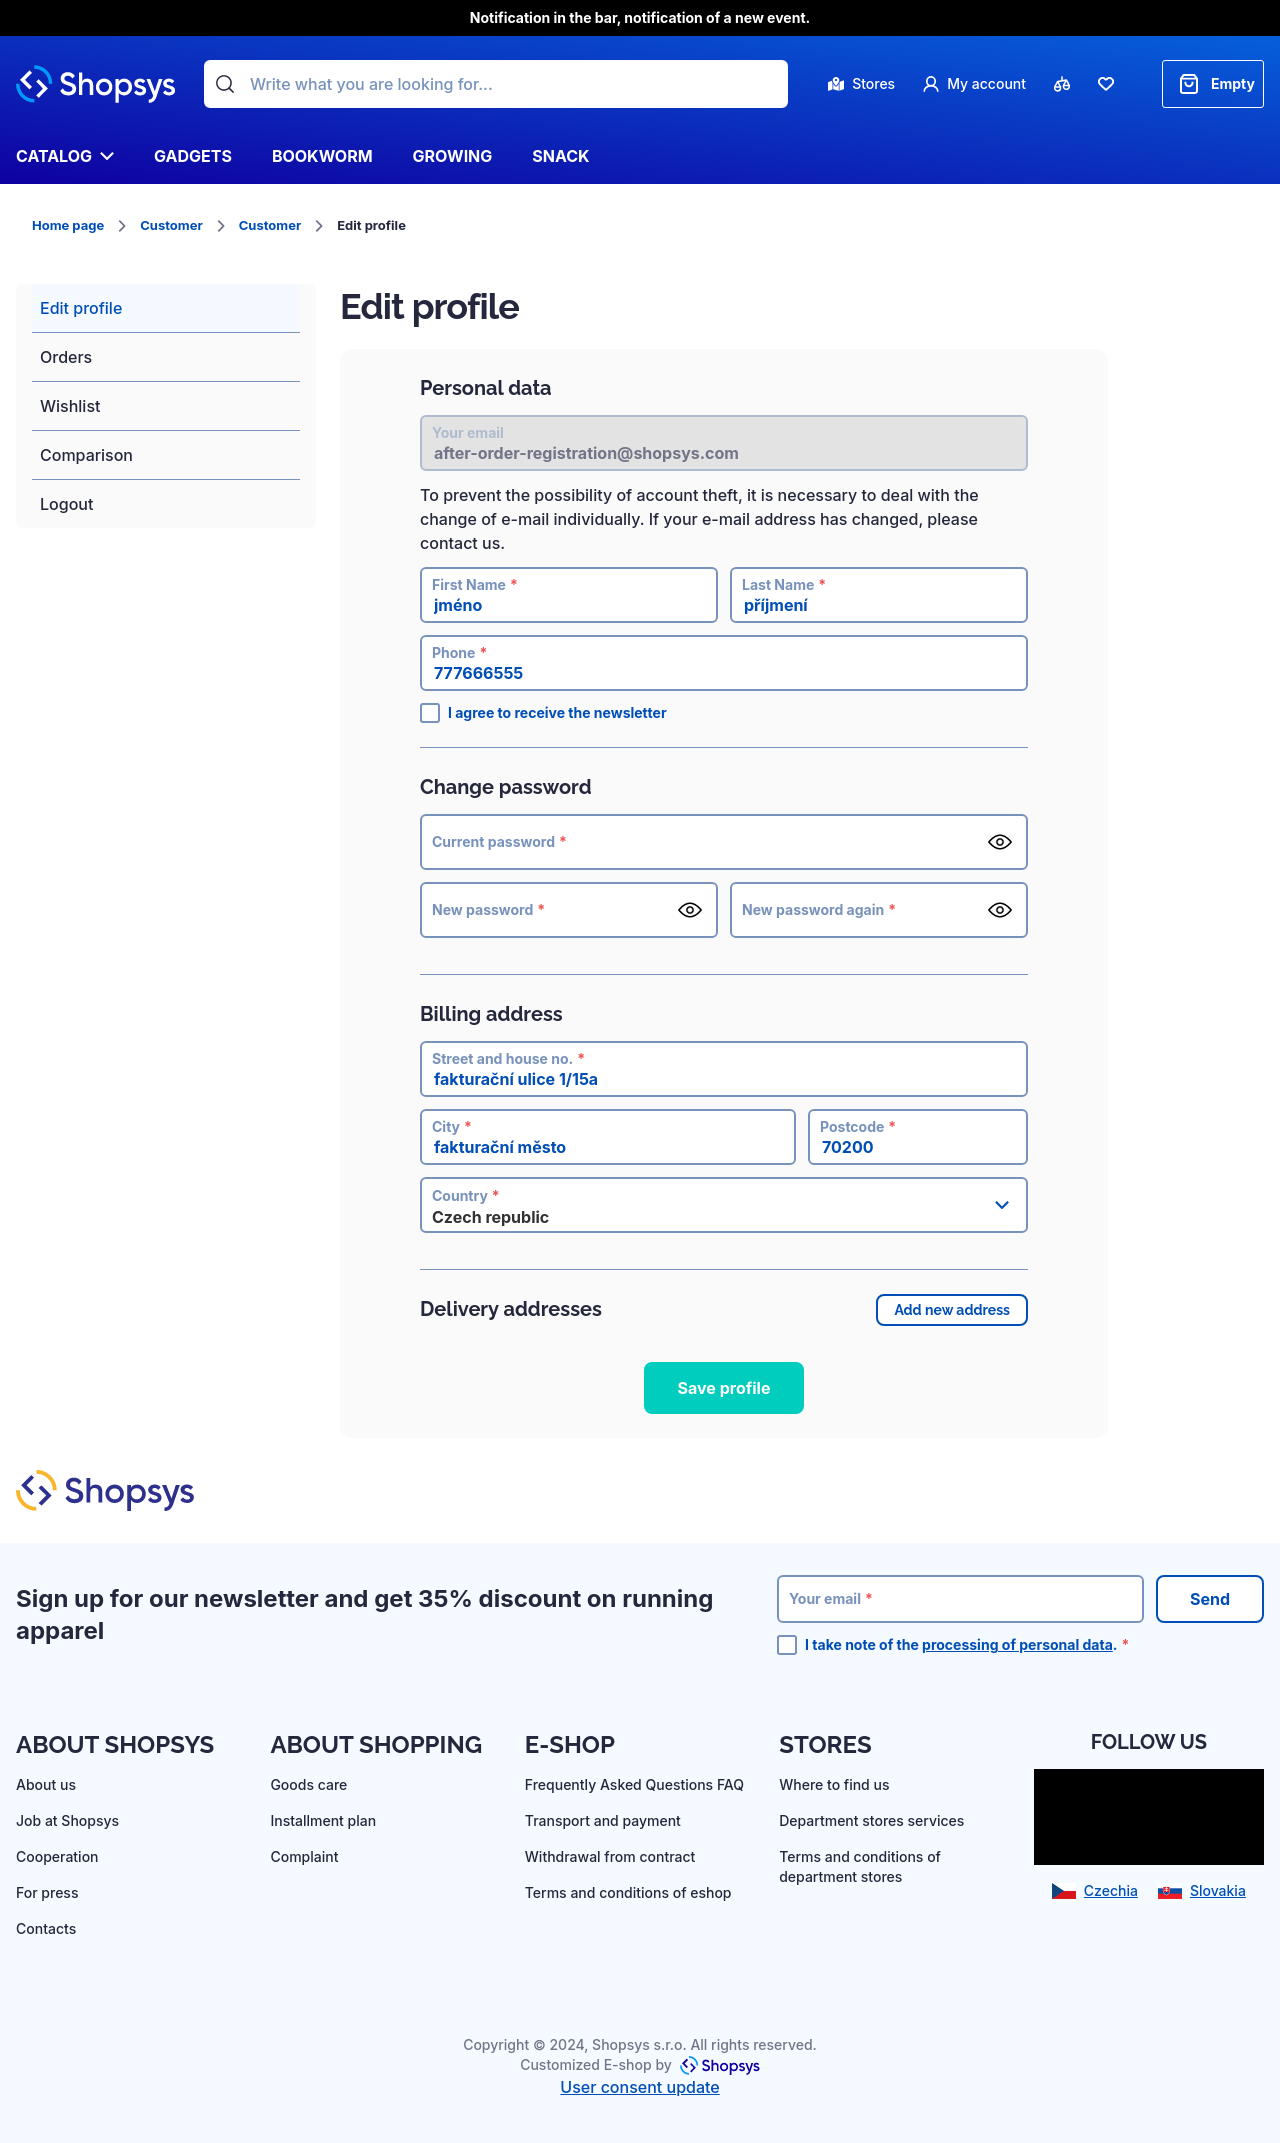 Notification in the bar, notification of a new event.
Shopsys
Write what you are looking for...
Stores
My account
Empty
CATALOG
GADGETS
BOOKWORM
GROWING
SNACK
Home page
Customer
Customer
Edit profile
Edit profile
Orders
Wishlist
Comparison
Logout
Edit profile
Personal data
Your email
after-order-registration@shopsys.com
To prevent the possibility of account theft, it is necessary to deal with the
change of e-mail individually. If your e-mail address has changed, please
contact us.
First Name *
jméno
Last Name *
příjmení
Phone *
777666555
I agree to receive the newsletter
Change password
Current password *
New password *
New password again *
Billing address
Street and house no. *
fakturační ulice 1/15a
City *
fakturační město
Postcode *
70200
Country *
Czech republic
Delivery addresses
Add new address
Save profile
Shopsys
Sign up for our newsletter and get 35% discount on running
apparel
Your email *
Send
I take note of the processing of personal data. *
ABOUT SHOPSYS
About us
Job at Shopsys
Cooperation
For press
Contacts
ABOUT SHOPPING
Goods care
Installment plan
Complaint
E-SHOP
Frequently Asked Questions FAQ
Transport and payment
Withdrawal from contract
Terms and conditions of eshop
STORES
Where to find us
Department stores services
Terms and conditions of
department stores
FOLLOW US
Czechia
Slovakia
Copyright © 2024, Shopsys s.r.o. All rights reserved.
Customized E-shop by Shopsys
User consent update